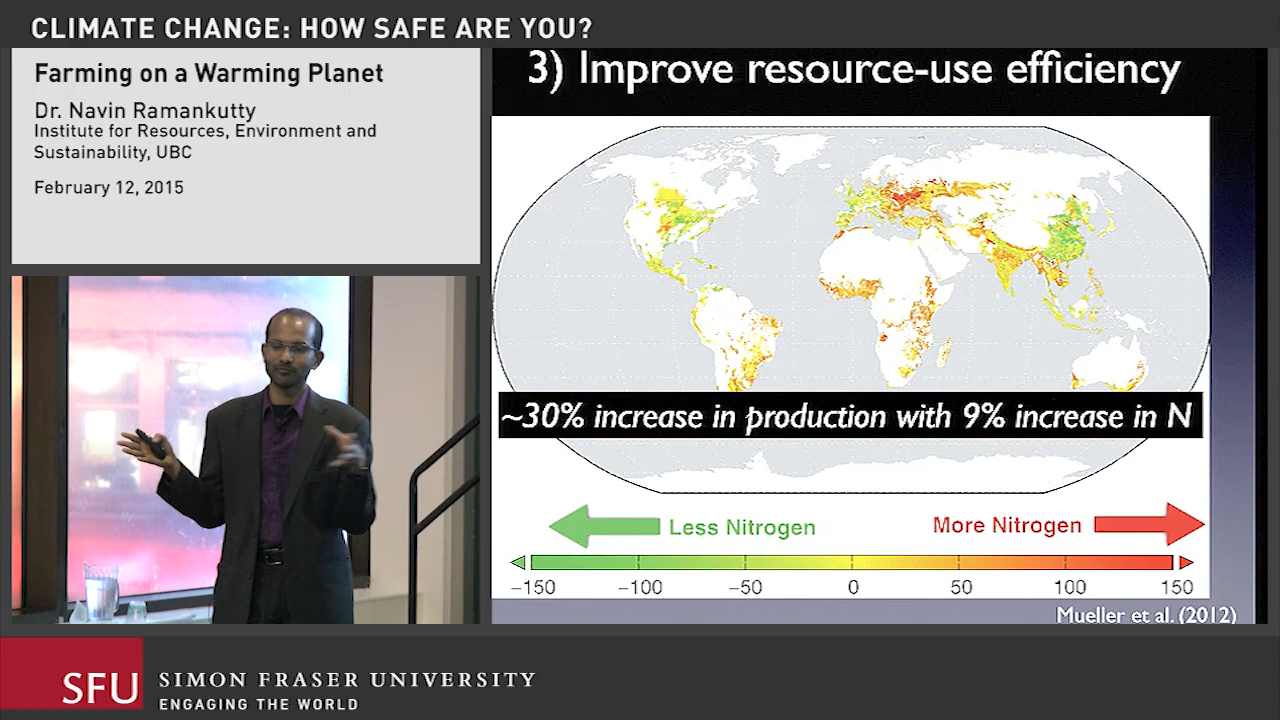 CLIMATE CHANGE: HOW SAFE ARE YOU?
Farming on a Warming Planet
Dr. Navin Ramankutty
Institute for Resources, Environment and
Sustainability, UBC
February 12, 2015
3) Improve resource-use efficiency
~30% increase in production with 9% increase in N
Less Nitrogen
More Nitrogen
−150 −100 −50 0 50 100 150
Mueller et al. (2012)
SFU
SIMON FRASER UNIVERSITY
ENGAGING THE WORLD